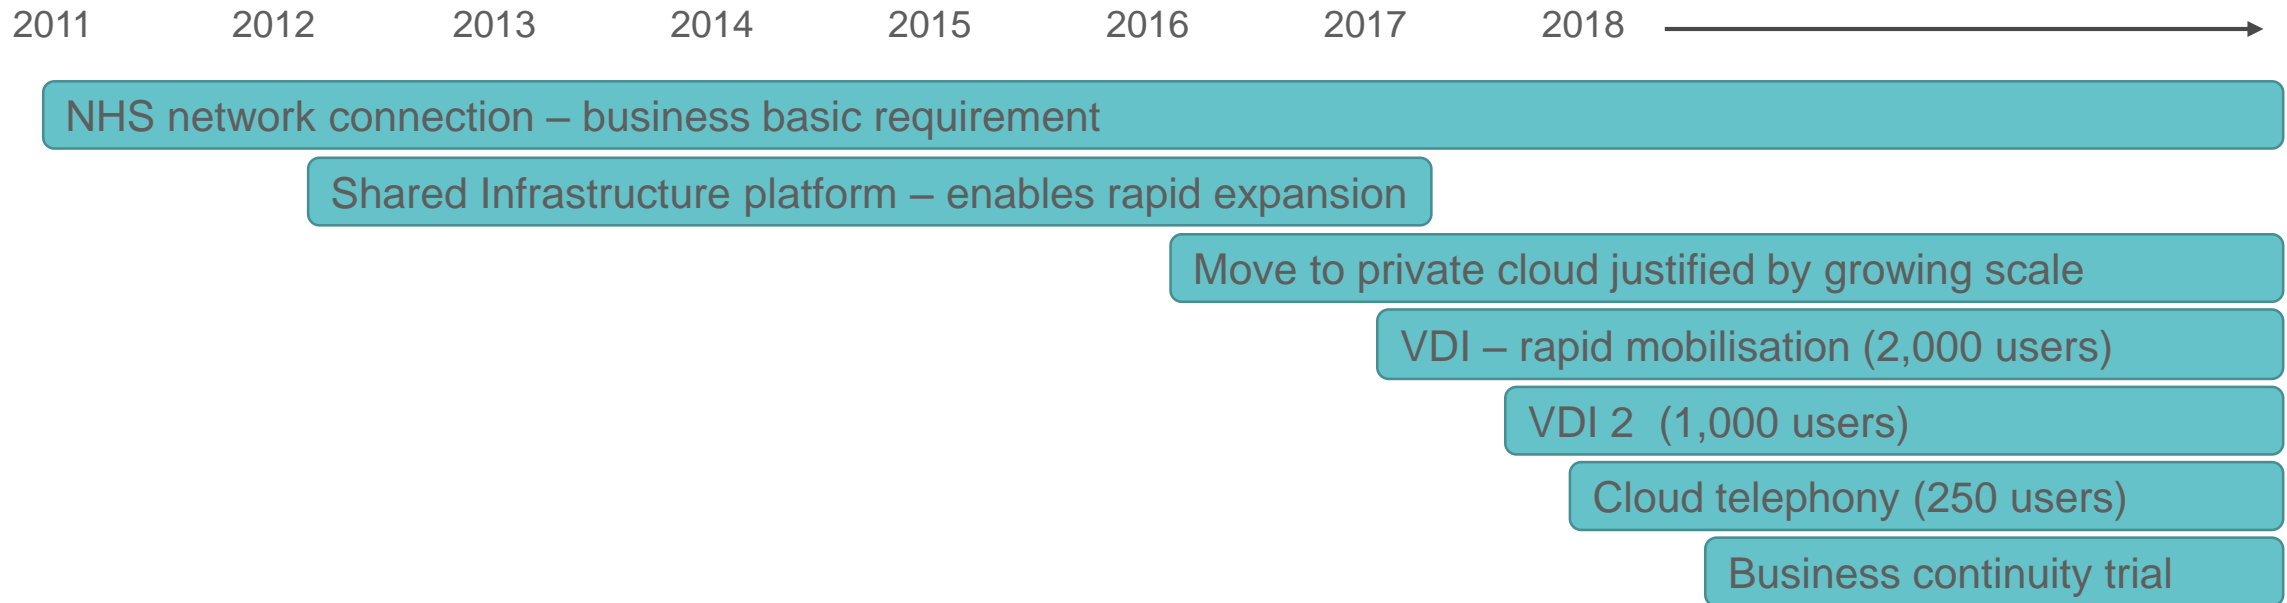 2011 2012 2013 2014 2015 2016 2017 2018
NHS network connection – business basic requirement
Shared Infrastructure platform – enables rapid expansion
Move to private cloud justified by growing scale
VDI – rapid mobilisation (2,000 users)
VDI 2 (1,000 users)
Cloud telephony (250 users)
Business continuity trial